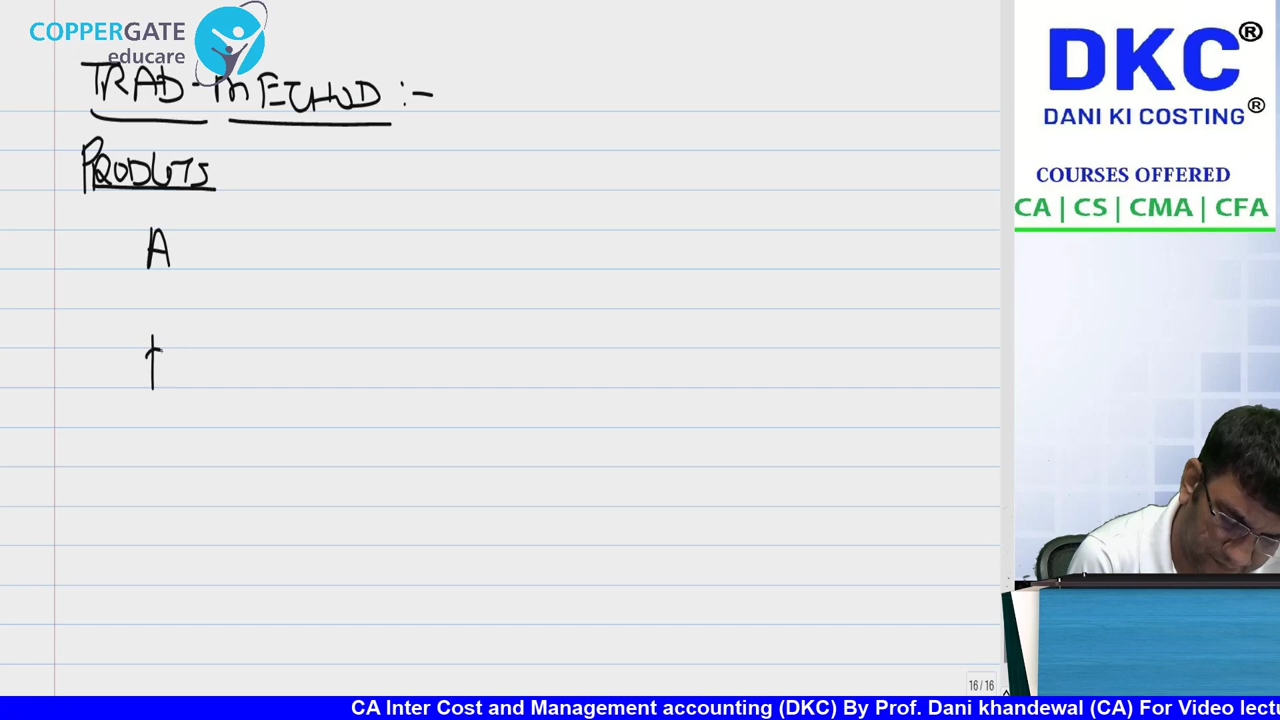 COPPERGATE
educare
TRAD - METHOD :-
PRODUCTS
A
DKC®
DANI KI COSTING®
COURSES OFFERED
CA | CS | CMA | CFA
16 / 16
CA Inter Cost and Management accounting (DKC) By Prof. Dani khandewal (CA) For Video lectu